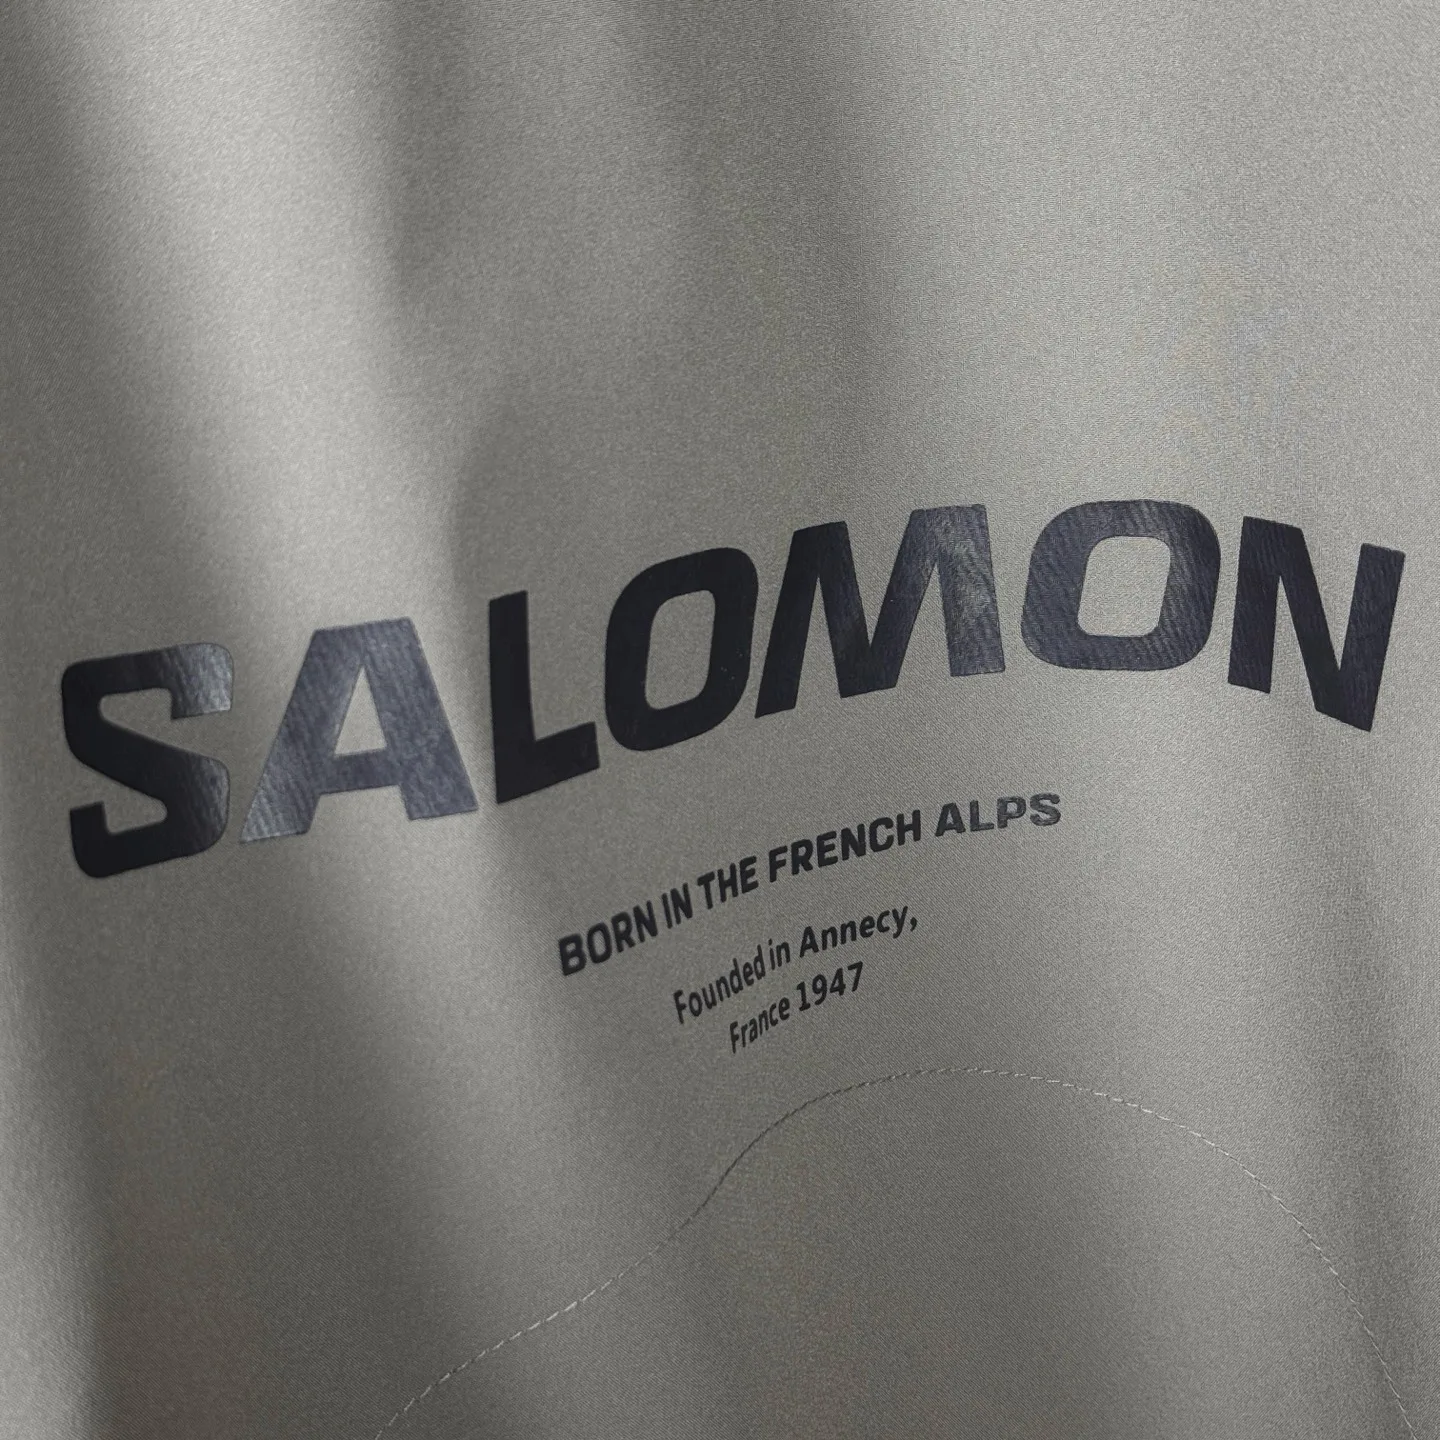 SALOMON
BORN IN THE FRENCH ALPS
Founded in Annecy,
France 1947